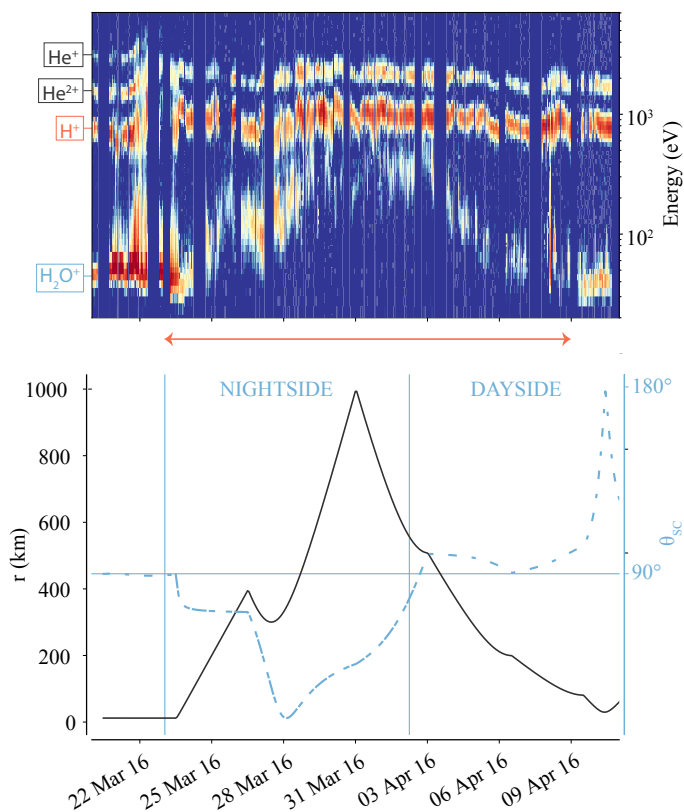 He⁺
He²⁺
H⁺
H₂O⁺
10³
10²
Energy (eV)
NIGHTSIDE
DAYSIDE
1000
800
600
400
200
0
r (km)
180°
90°
θ_SC
22 Mar 16
25 Mar 16
28 Mar 16
31 Mar 16
03 Apr 16
06 Apr 16
09 Apr 16